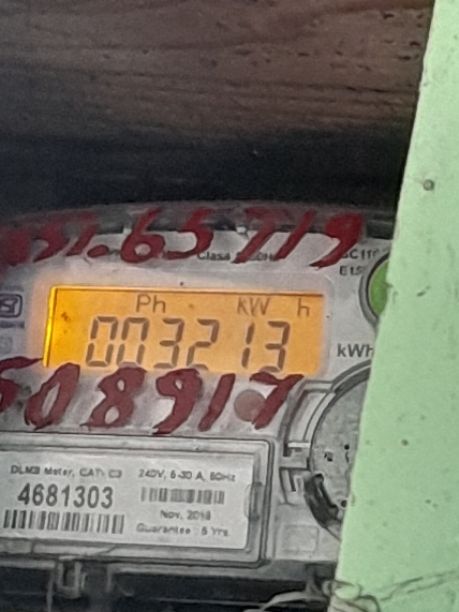 65719
Class
Ph kW h
003213
kWh
508917
DLMS Meter, CAT: C3 240V, 5-30 A, 50Hz
4681303
Nov, 2018
Guarantee : 5 Yrs.